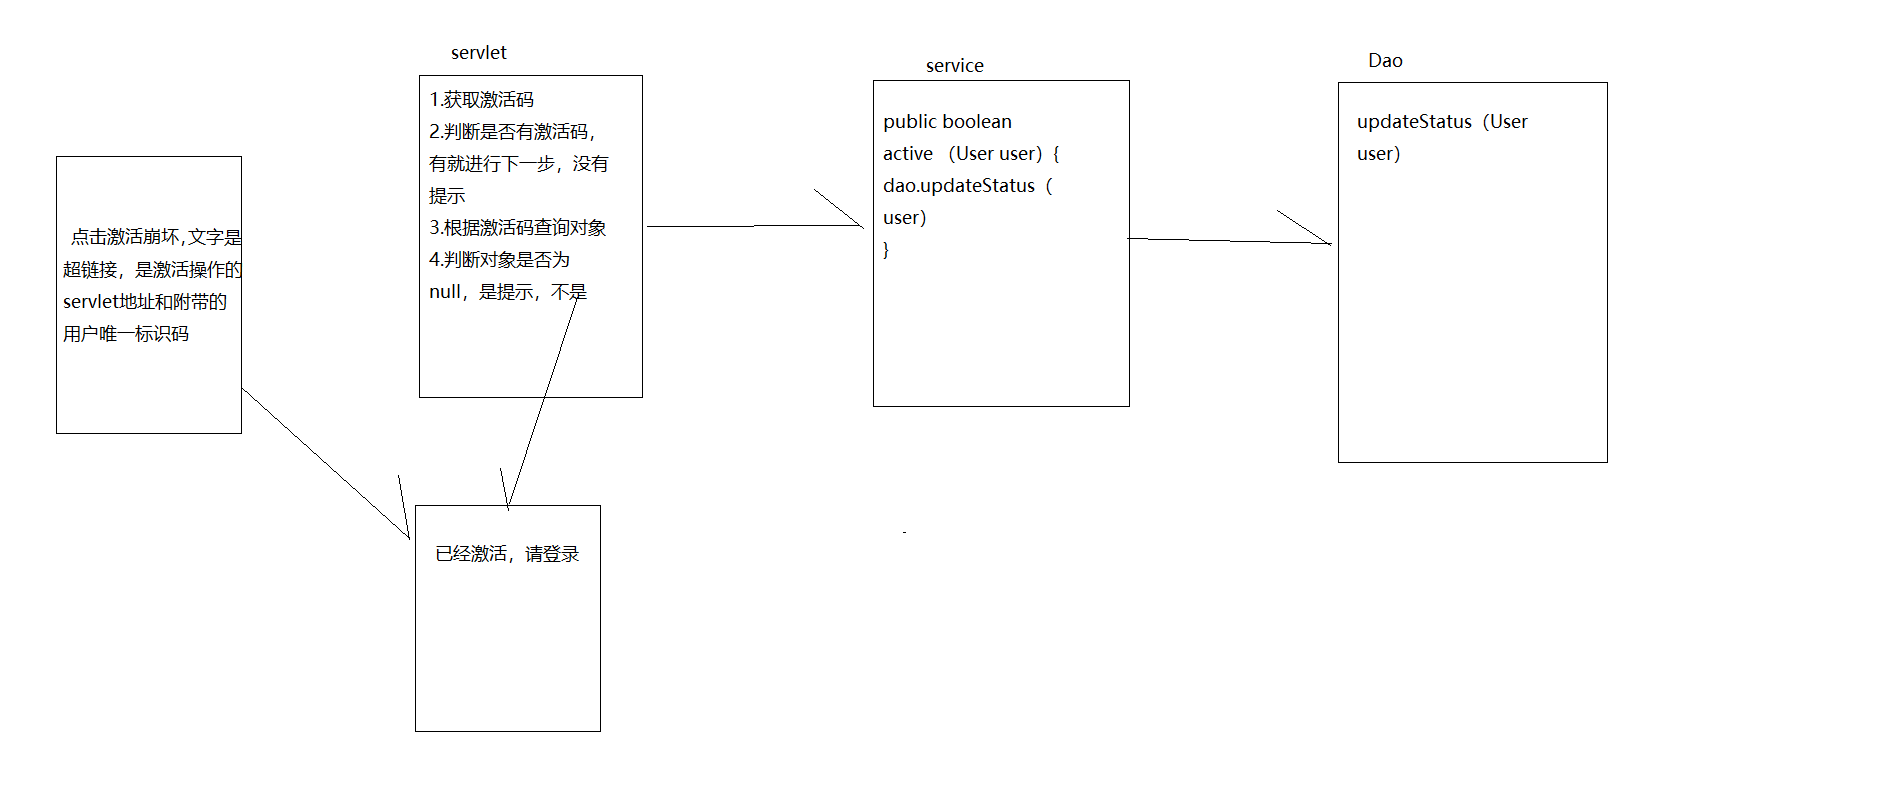 点击激活崩坏,文字是
超链接，是激活操作的
servlet地址和附带的
用户唯一标识码
servlet
1.获取激活码
2.判断是否有激活码，
有就进行下一步，没有
提示
3.根据激活码查询对象
4.判断对象是否为
null，是提示，不是
已经激活，请登录
service
public boolean
active （User user）{
dao.updateStatus（
user）
}
Dao
updateStatus（User
user）